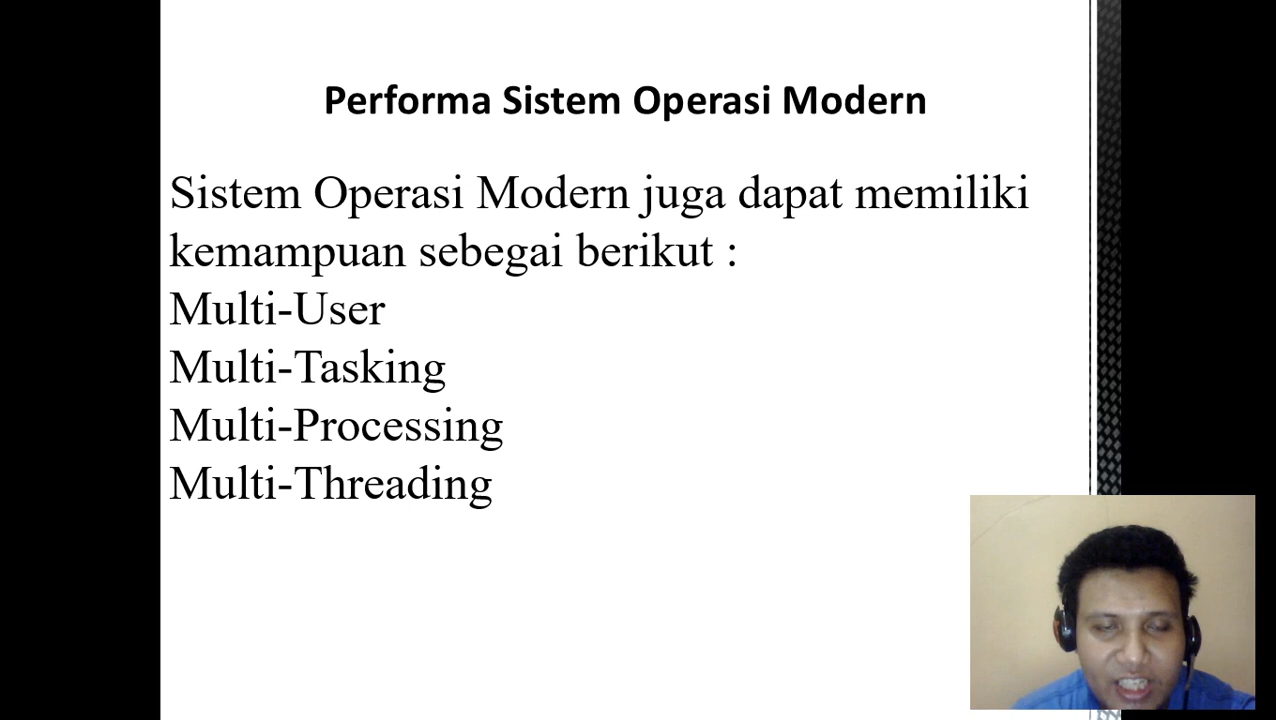 Performa Sistem Operasi Modern
Sistem Operasi Modern juga dapat memiliki
kemampuan sebegai berikut :
Multi-User
Multi-Tasking
Multi-Processing
Multi-Threading